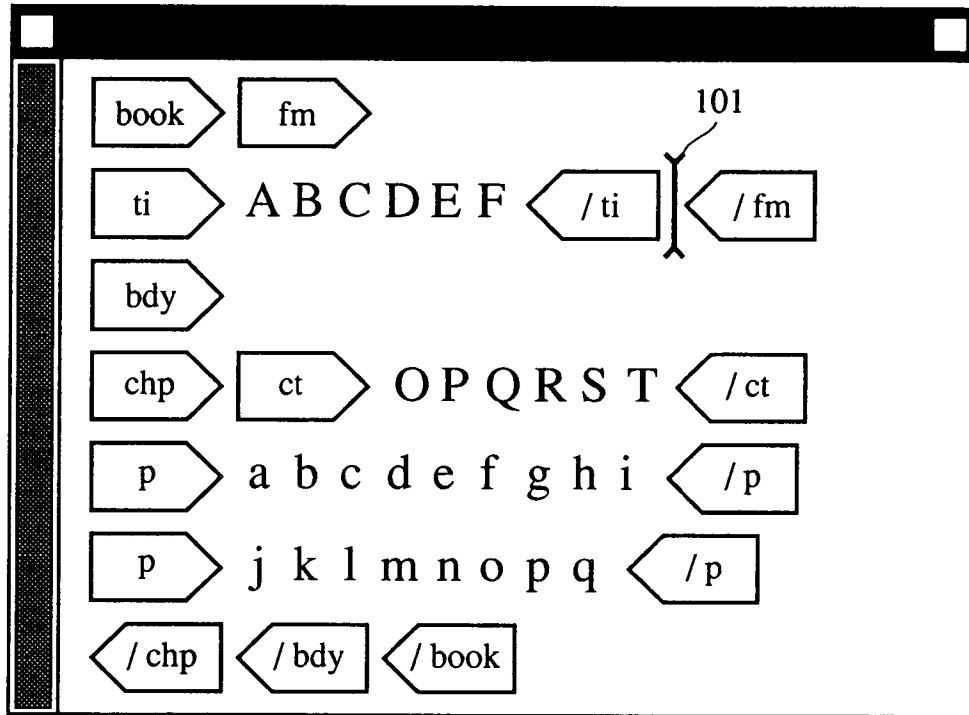 101
book fm
ti A B C D E F / ti / fm
bdy
chp ct O P Q R S T / ct
p a b c d e f g h i / p
p j k l m n o p q / p
/ chp / bdy / book